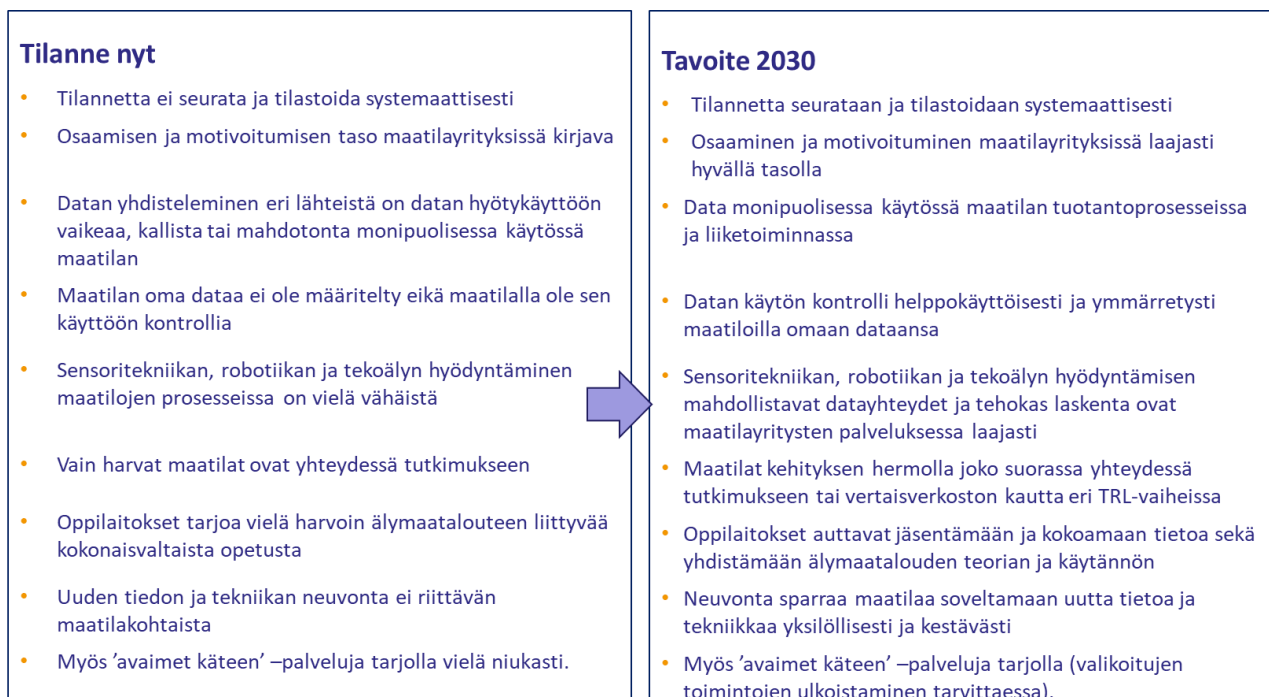 Tilanne nyt
• Tilannetta ei seurata ja tilastoida systemaattisesti
• Osaamisen ja motivoitumisen taso maatilayrityksissä kirjava
• Datan yhdisteleminen eri lähteistä on datan hyötykäyttöön
vaikeaa, kallista tai mahdotonta monipuolisessa käytössä
maatilan
• Maatilan oma dataa ei ole määritelty eikä maatilalla ole sen
käyttöön kontrollia
• Sensoritekniikan, robotiikan ja tekoälyn hyödyntäminen
maatilojen prosesseissa on vielä vähäistä
• Vain harvat maatilat ovat yhteydessä tutkimukseen
• Oppilaitokset tarjoa vielä harvoin älymaatalouteen liittyvää
kokonaisvaltaista opetusta
• Uuden tiedon ja tekniikan neuvonta ei riittävän
maatilakohtaista
• Myös 'avaimet käteen' –palveluja tarjolla vielä niukasti.
Tavoite 2030
• Tilannetta seurataan ja tilastoidaan systemaattisesti
• Osaaminen ja motivoituminen maatilayrityksissä laajasti
hyvällä tasolla
• Data monipuolisessa käytössä maatilan tuotantoprosesseissa
ja liiketoiminnassa
• Datan käytön kontrolli helppokäyttöisesti ja ymmärretysti
maatiloilla omaan dataansa
• Sensoritekniikan, robotiikan ja tekoälyn hyödyntämisen
mahdollistavat datayhteydet ja tehokas laskenta ovat
maatilayritysten palveluksessa laajasti
• Maatilat kehityksen hermolla joko suorassa yhteydessä
tutkimukseen tai vertaisverkoston kautta eri TRL-vaiheissa
• Oppilaitokset auttavat jäsentämään ja kokoamaan tietoa sekä
yhdistämään älymaatalouden teorian ja käytännön
• Neuvonta sparraa maatilaa soveltamaan uutta tietoa ja
tekniikkaa yksilöllisesti ja kestävästi
• Myös 'avaimet käteen' –palveluja tarjolla (valikoitujen
toimintojen ulkoistaminen tarvittaessa).